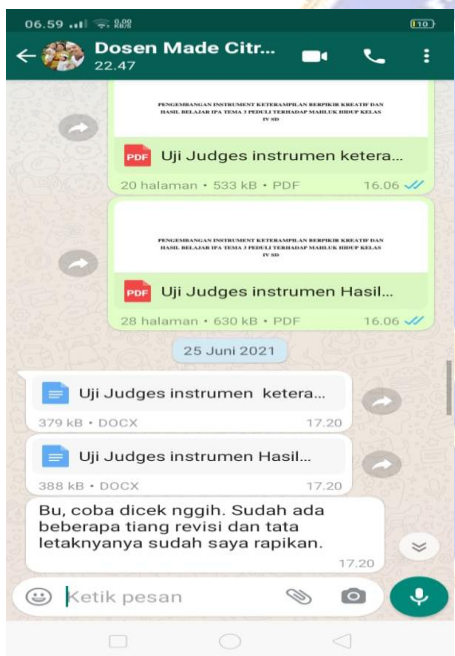 06.59
0,09 KB/S
10
Dosen Made Citr...
22.47
PENGEMBANGAN INSTRUMENT KETERAMPILAN BERPIKIR KREATIF DAN
HASIL BELAJAR IPA TEMA 3 PEDULI TERHADAP MAHLUK HIDUP KELAS
IV SD
PDF Uji Judges instrumen ketera...
20 halaman • 533 kB • PDF 16.06
PENGEMBANGAN INSTRUMENT KETERAMPILAN BERPIKIR KREATIF DAN
HASIL BELAJAR IPA TEMA 3 PEDULI TERHADAP MAHLUK HIDUP KELAS
IV SD
PDF Uji Judges instrumen Hasil...
28 halaman • 630 kB • PDF 16.06
25 Juni 2021
Uji Judges instrumen ketera...
379 kB • DOCX 17.20
Uji Judges instrumen Hasil...
388 kB • DOCX 17.20
Bu, coba dicek nggih. Sudah ada
beberapa tiang revisi dan tata
letaknyanya sudah saya rapikan.
17.20
Ketik pesan